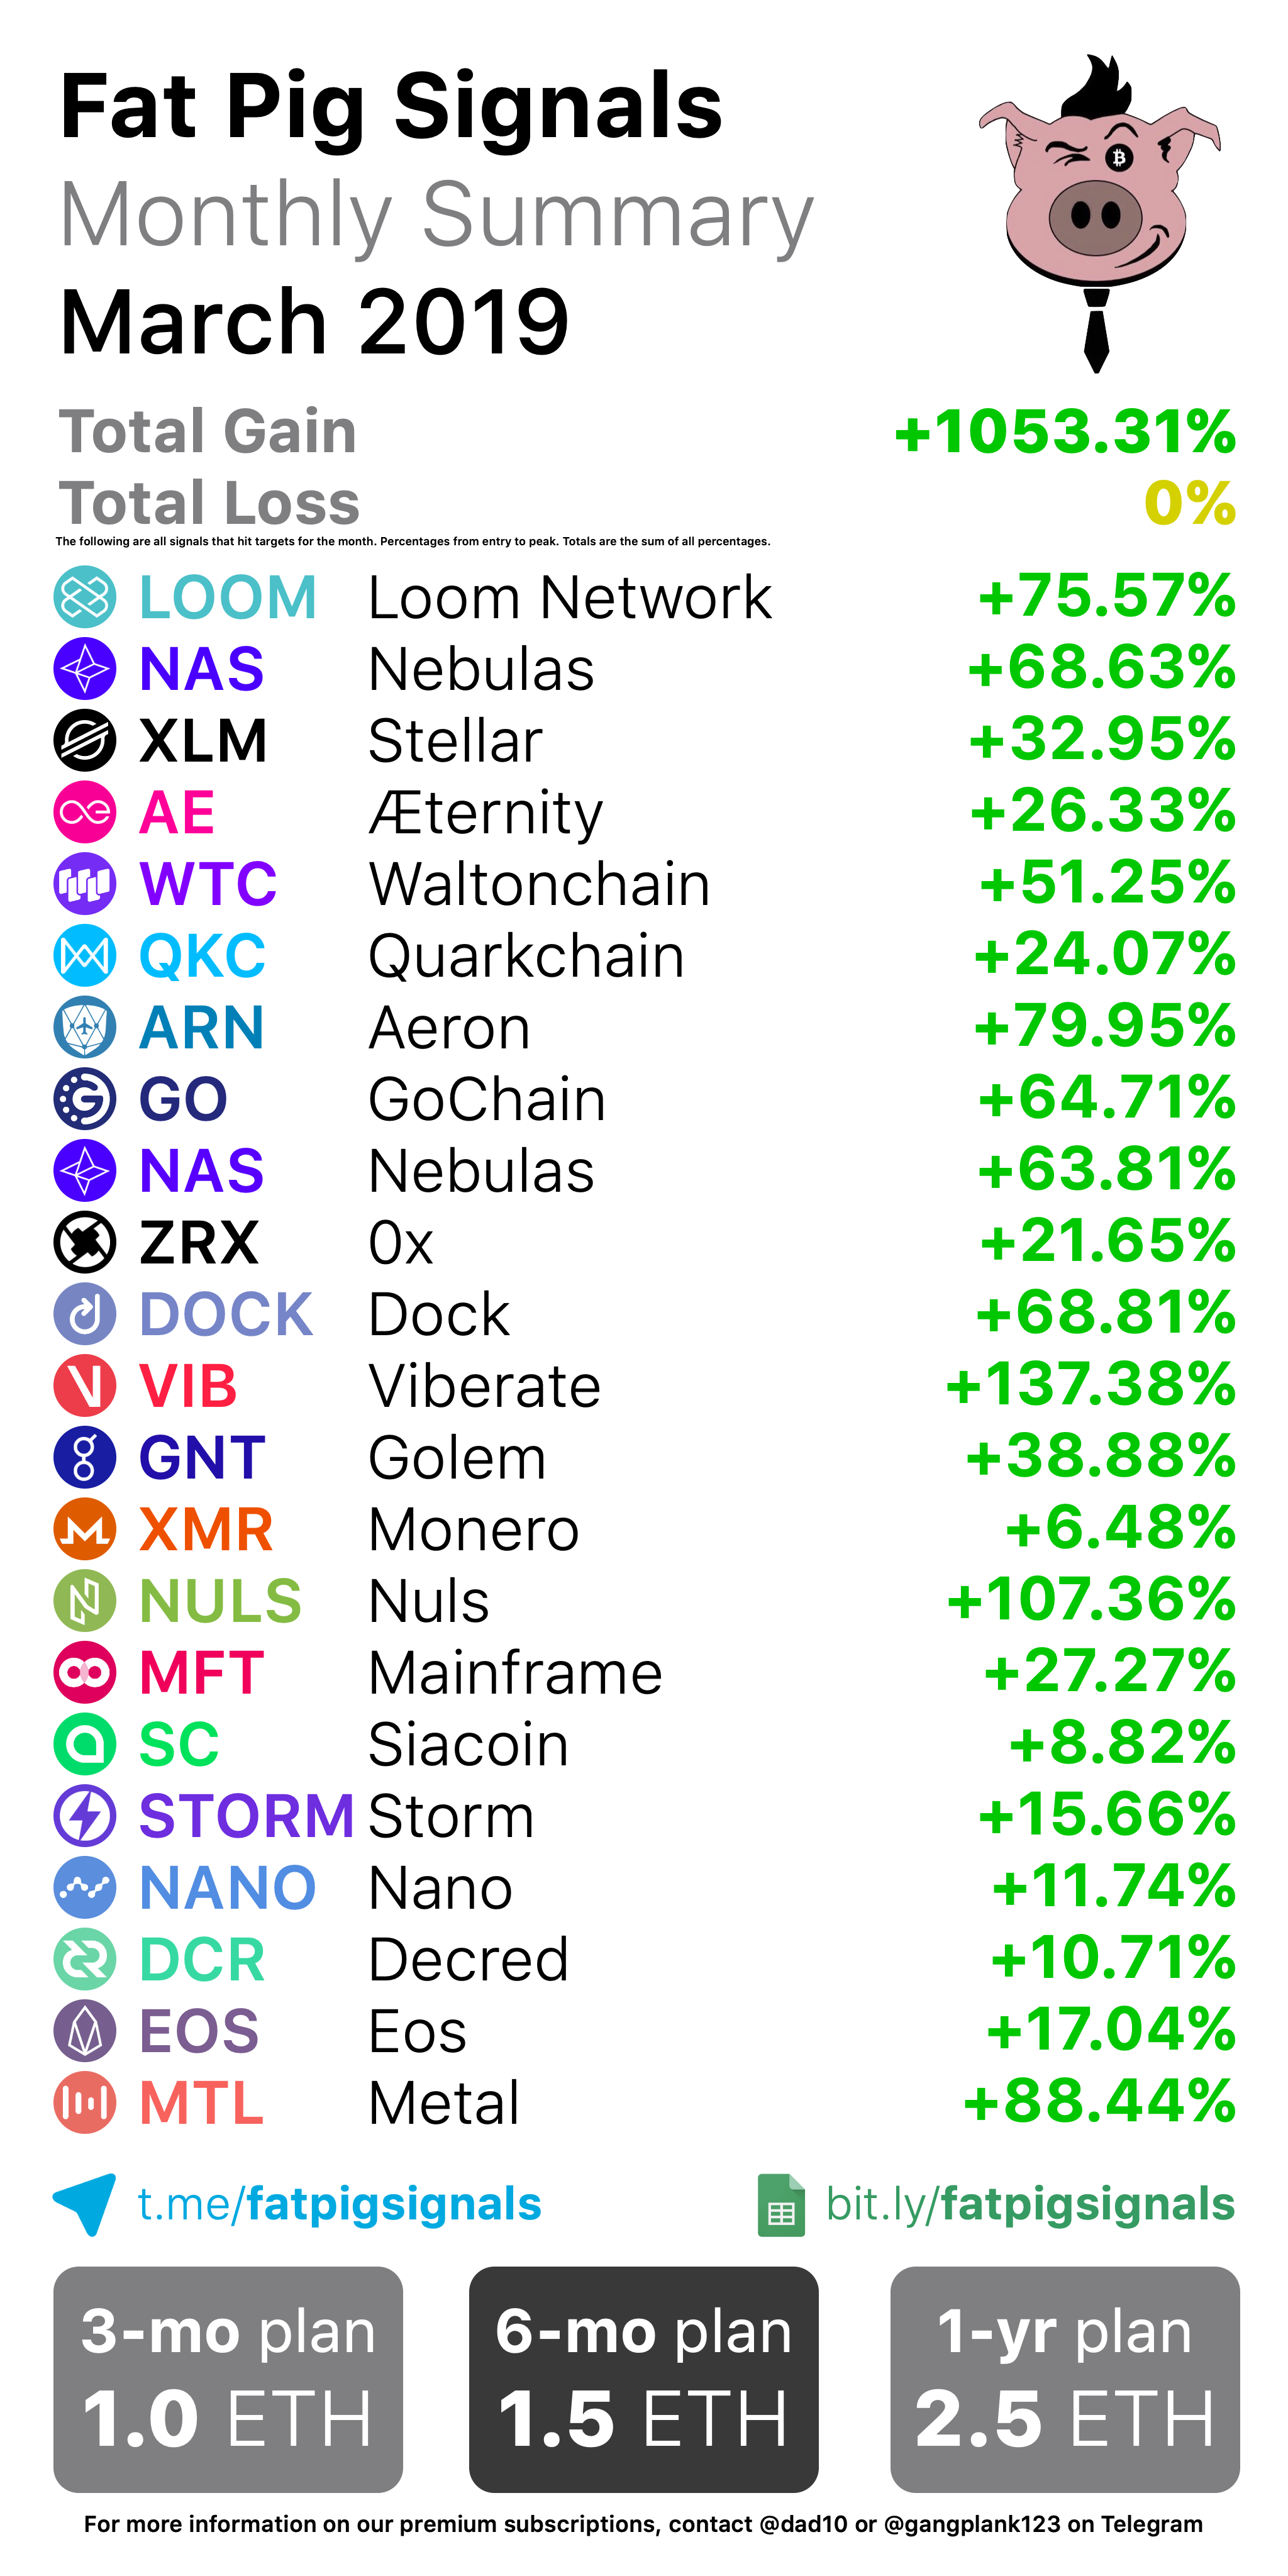 Fat Pig Signals
Monthly Summary
March 2019
Total Gain +1053.31%
Total Loss 0%
The following are all signals that hit targets for the month. Percentages from entry to peak. Totals are the sum of all percentages.
LOOM Loom Network +75.57%
NAS Nebulas +68.63%
XLM Stellar +32.95%
AE Æternity +26.33%
WTC Waltonchain +51.25%
QKC Quarkchain +24.07%
ARN Aeron +79.95%
GO GoChain +64.71%
NAS Nebulas +63.81%
ZRX 0x +21.65%
DOCK Dock +68.81%
VIB Viberate +137.38%
GNT Golem +38.88%
XMR Monero +6.48%
NULS Nuls +107.36%
MFT Mainframe +27.27%
SC Siacoin +8.82%
STORM Storm +15.66%
NANO Nano +11.74%
DCR Decred +10.71%
EOS Eos +17.04%
MTL Metal +88.44%
t.me/fatpigsignals bit.ly/fatpigsignals
3-mo plan 6-mo plan 1-yr plan
1.0 ETH 1.5 ETH 2.5 ETH
For more information on our premium subscriptions, contact @dad10 or @gangplank123 on Telegram